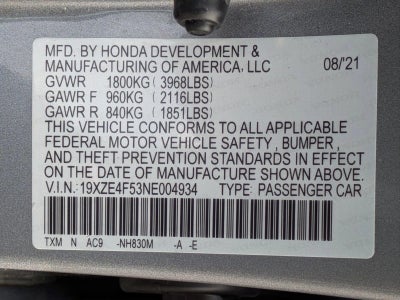 MFD. BY HONDA DEVELOPMENT &
MANUFACTURING OF AMERICA, LLC 08/'21
GVWR 1800KG (3968LBS)
GAWR F 960KG (2116LBS)
GAWR R 840KG (1851LBS)
THIS VEHICLE CONFORMS TO ALL APPLICABLE
FEDERAL MOTOR VEHICLE SAFETY, BUMPER,
AND THEFT PREVENTION STANDARDS IN EFFECT
ON THE DATE OF MANUFACTURE SHOWN ABOVE.
V.I.N: 19XZE4F53NE004934 TYPE: PASSENGER CAR
TXM N AC9 -NH830M -A -E